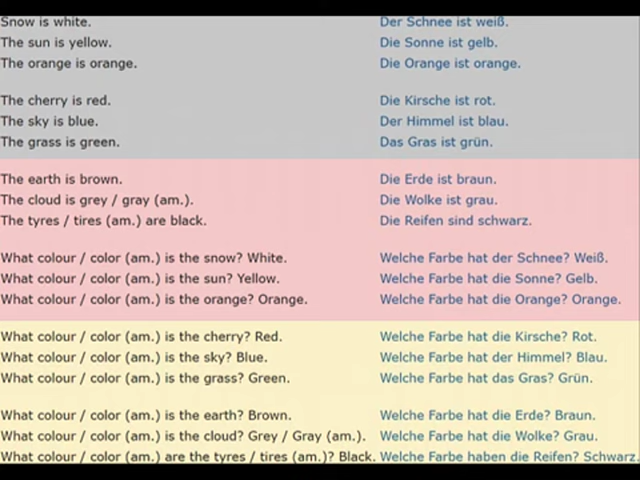 Snow is white. Der Schnee ist weiß.
The sun is yellow. Die Sonne ist gelb.
The orange is orange. Die Orange ist orange.
The cherry is red. Die Kirsche ist rot.
The sky is blue. Der Himmel ist blau.
The grass is green. Das Gras ist grün.
The earth is brown. Die Erde ist braun.
The cloud is grey / gray (am.). Die Wolke ist grau.
The tyres / tires (am.) are black. Die Reifen sind schwarz.
What colour / color (am.) is the snow? White. Welche Farbe hat der Schnee? Weiß.
What colour / color (am.) is the sun? Yellow. Welche Farbe hat die Sonne? Gelb.
What colour / color (am.) is the orange? Orange. Welche Farbe hat die Orange? Orange.
What colour / color (am.) is the cherry? Red. Welche Farbe hat die Kirsche? Rot.
What colour / color (am.) is the sky? Blue. Welche Farbe hat der Himmel? Blau.
What colour / color (am.) is the grass? Green. Welche Farbe hat das Gras? Grün.
What colour / color (am.) is the earth? Brown. Welche Farbe hat die Erde? Braun.
What colour / color (am.) is the cloud? Grey / Gray (am.). Welche Farbe hat die Wolke? Grau.
What colour / color (am.) are the tyres / tires (am.)? Black. Welche Farbe haben die Reifen? Schwarz.